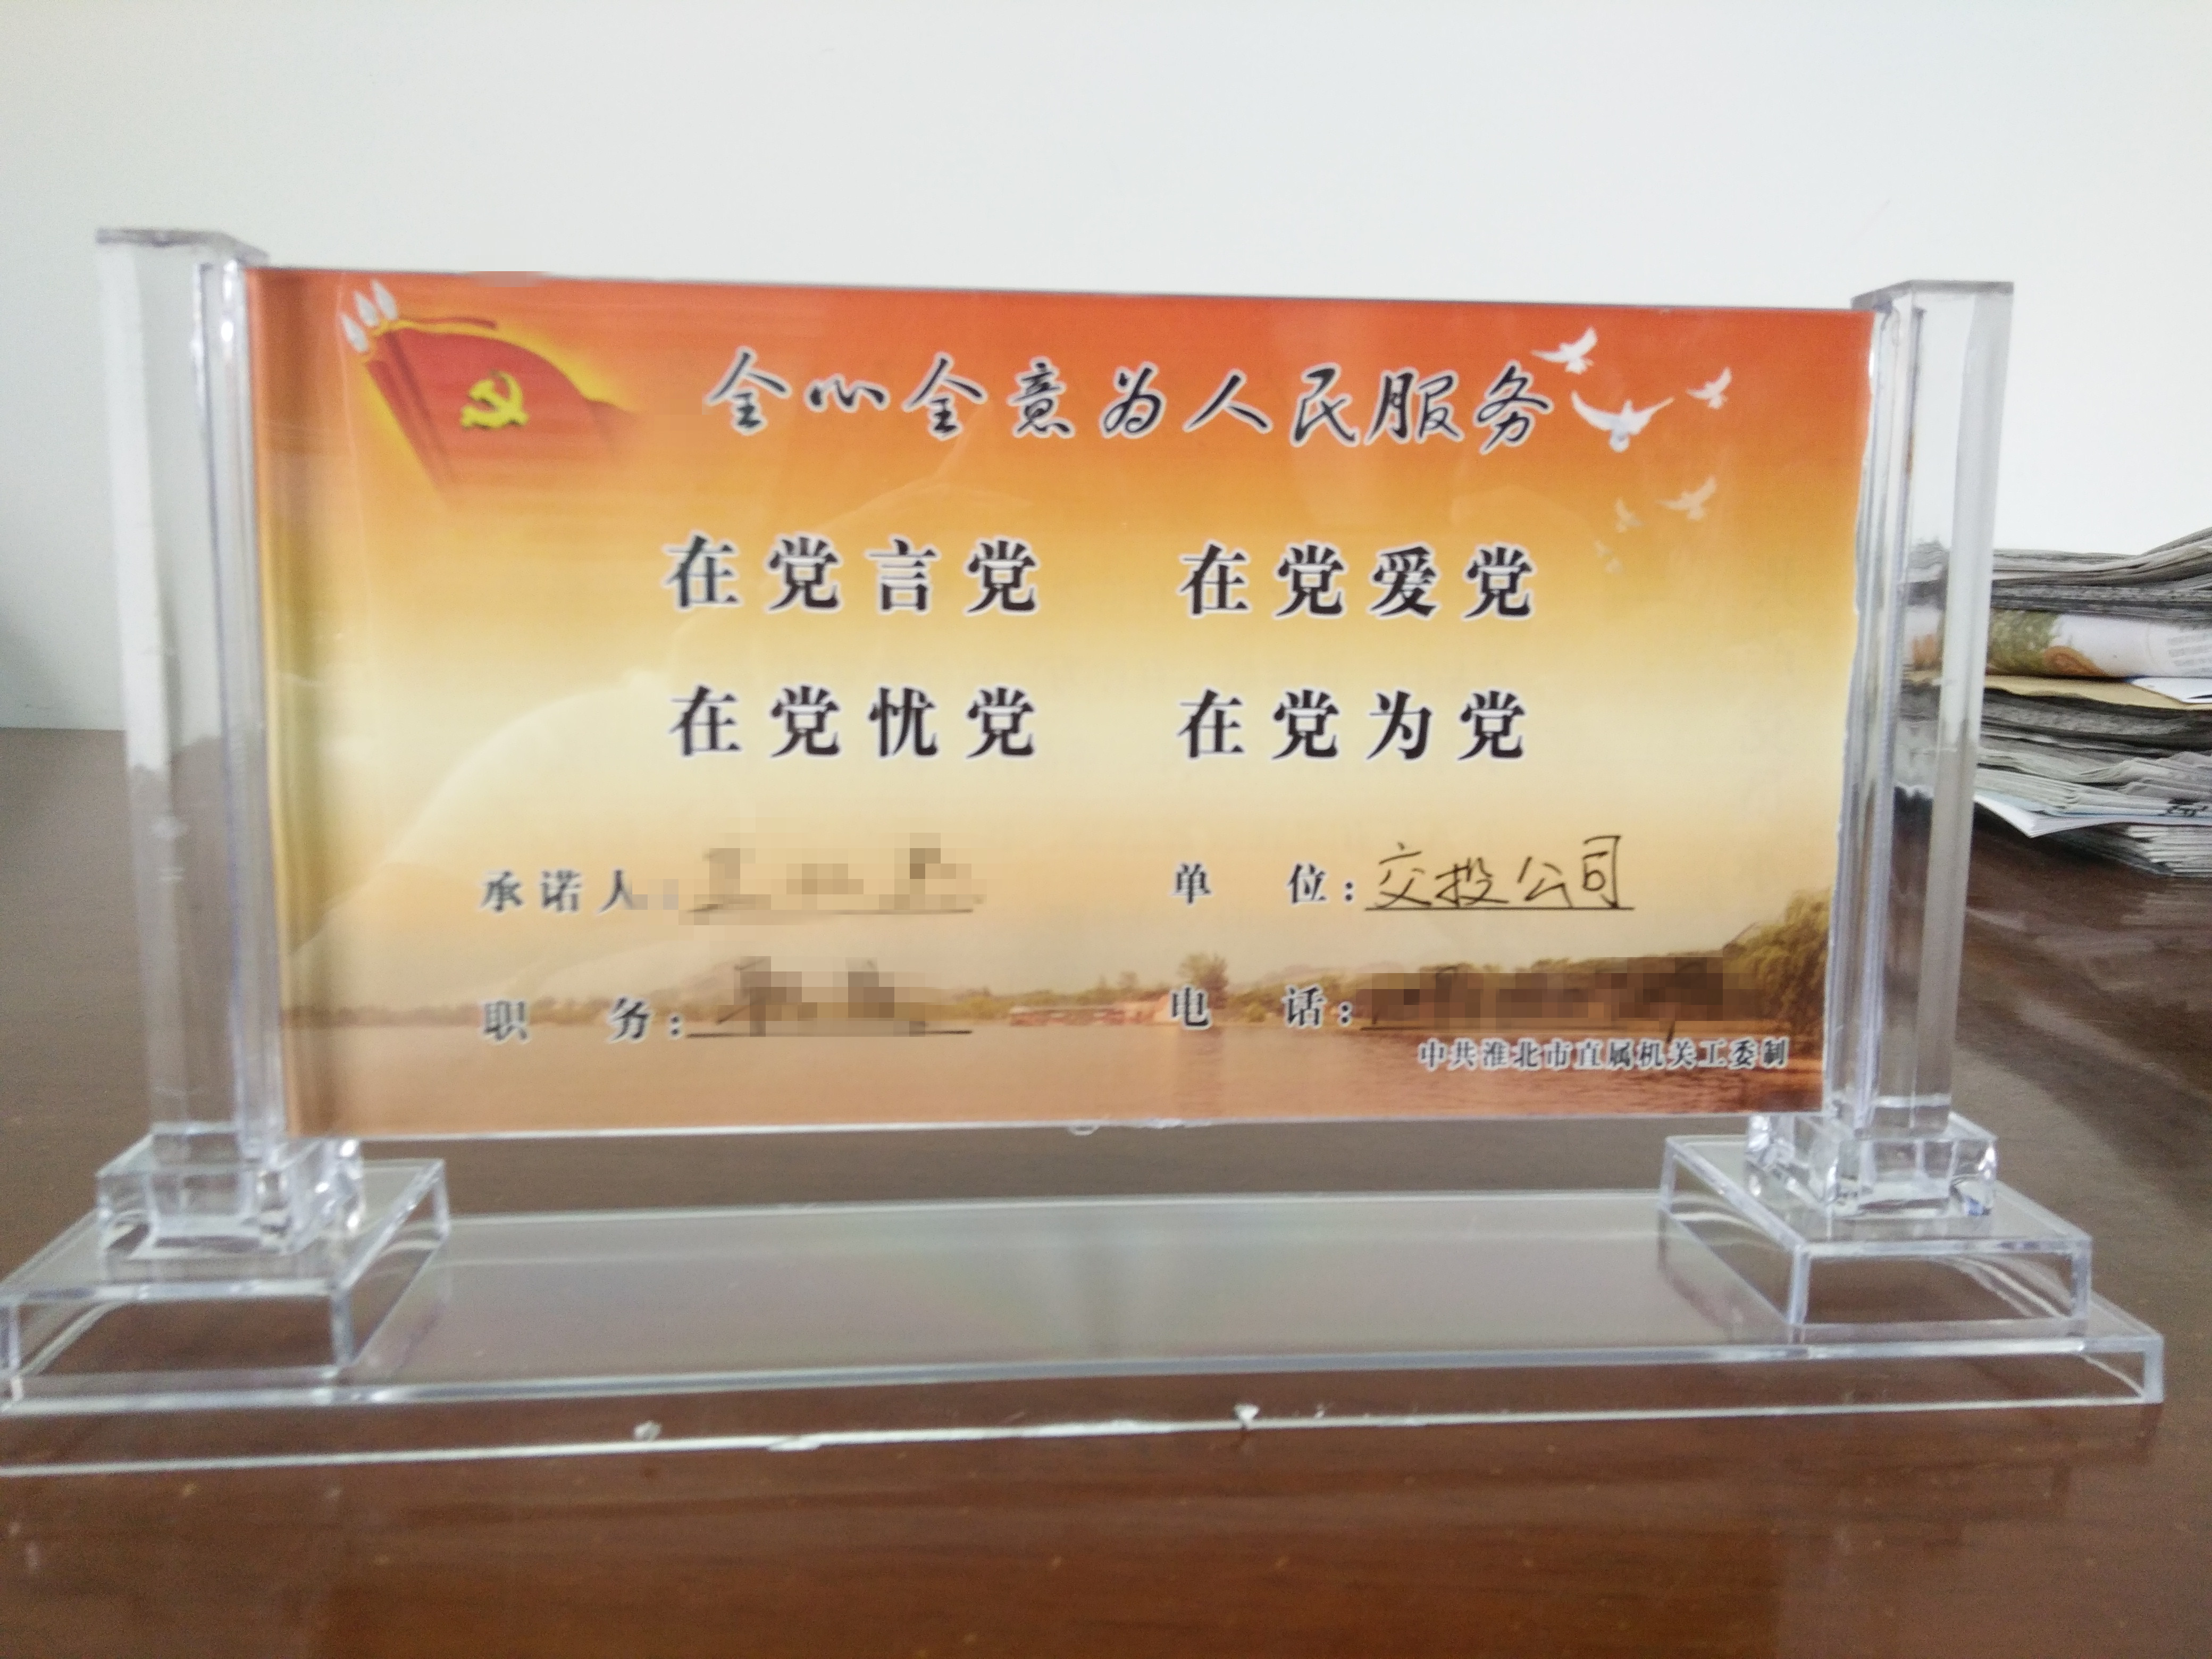 全心全意为人民服务
在党言党 在党爱党
在党忧党 在党为党
承诺人: 单位:交投公司
职务: 电话:
中共淮北市直属机关工委制